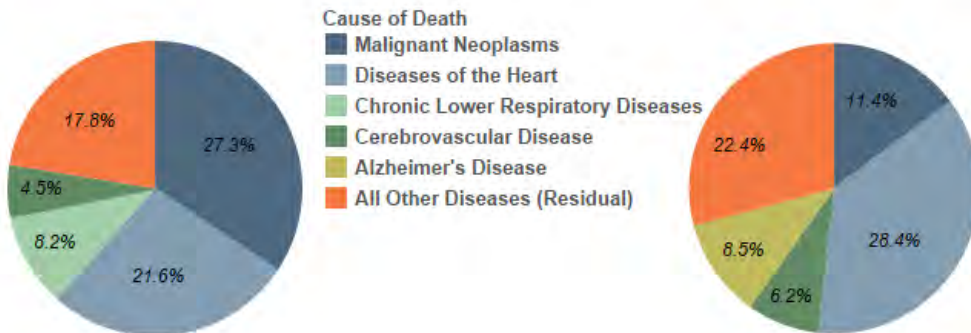 Cause of Death
Malignant Neoplasms
Diseases of the Heart
Chronic Lower Respiratory Diseases
Cerebrovascular Disease
Alzheimer's Disease
All Other Diseases (Residual)
17.8%
27.3%
4.5%
8.2%
21.6%
11.4%
22.4%
28.4%
8.5%
6.2%